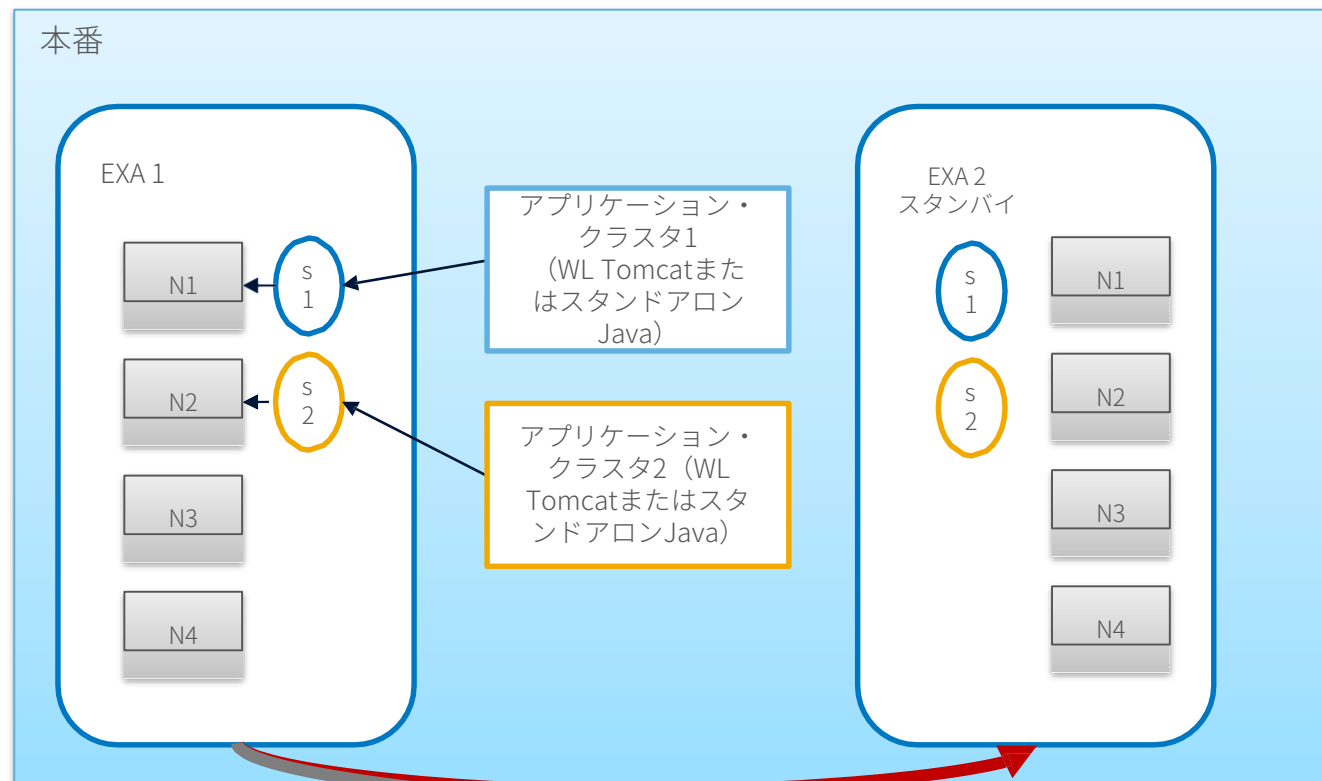 本番
EXA 1
N1
N2
N3
N4
s
1
s
2
アプリケーション・
クラスタ1
（WL Tomcatまた
はスタンドアロン
Java）
アプリケーション・
クラスタ2（WL
Tomcatまたはスタ
ンドアロンJava）
EXA 2
スタンバイ
s
1
s
2
N1
N2
N3
N4